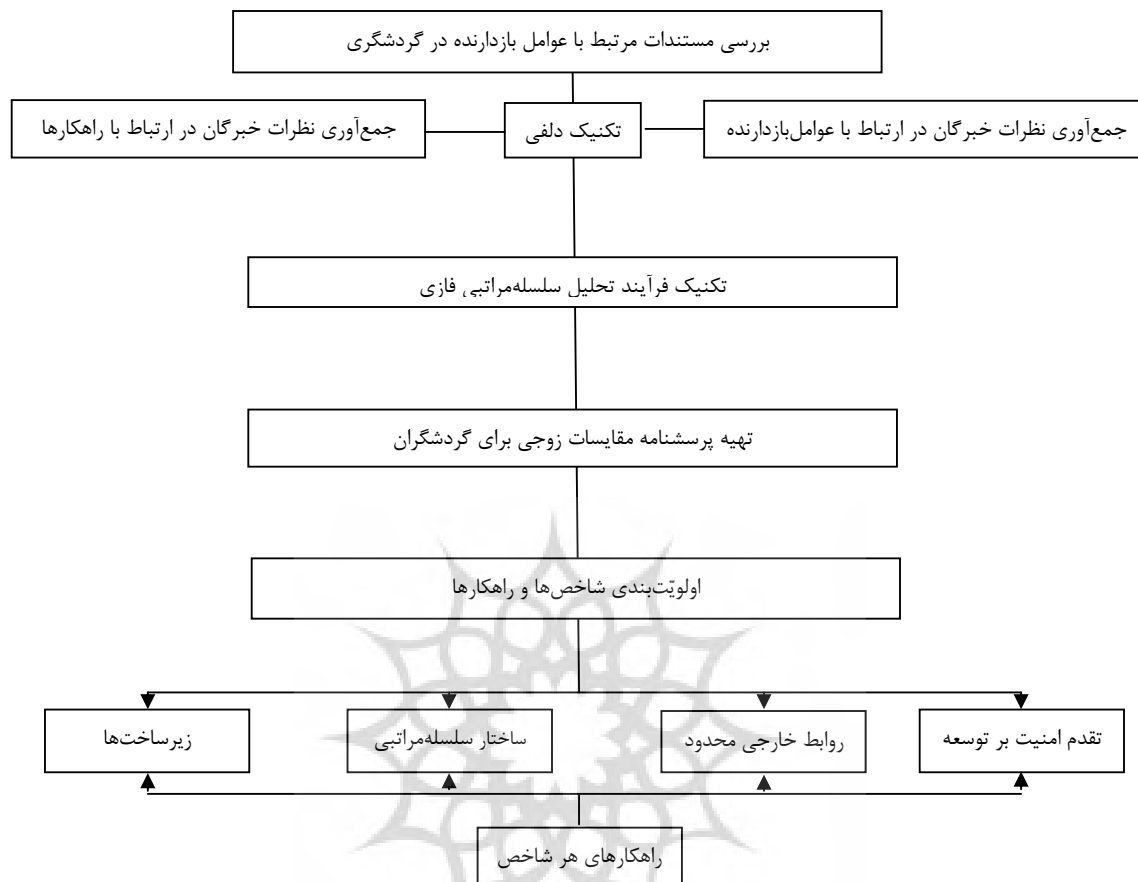 بررسی مستندات مرتبط با عوامل بازدارنده در گردشگری
جمع‌آوری نظرات خبرگان در ارتباط با عوامل‌بازدارنده
تکنیک دلفی
جمع‌آوری نظرات خبرگان در ارتباط با راهکارها
تکنیک فرآیند تحلیل سلسله‌مراتبی فازی
تهیه پرسشنامه مقایسات زوجی برای گردشگران
اولویّت‌بندی شاخص‌ها و راهکارها
تقدم امنیت بر توسعه
روابط خارجی محدود
ساختار سلسله‌مراتبی
زیرساخت‌ها
راهکارهای هر شاخص